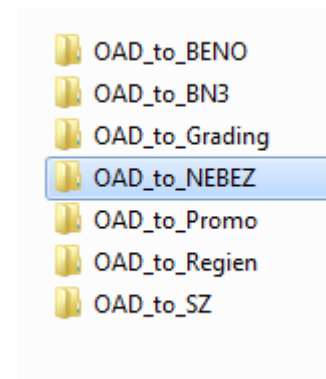 OAD_to_BENO
OAD_to_BN3
OAD_to_Grading
OAD_to_NEBEZ
OAD_to_Promo
OAD_to_Regien
OAD_to_SZ